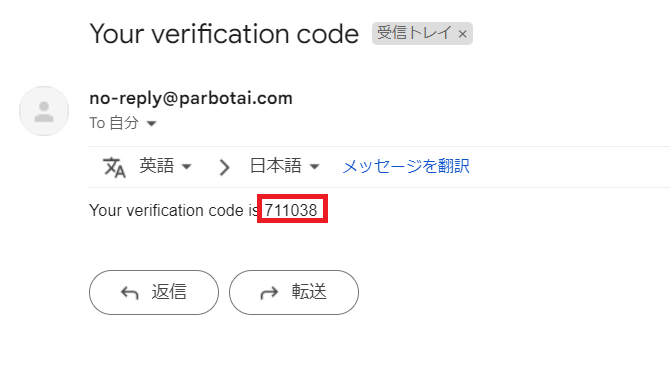 Your verification code 受信トレイ ×
no-reply@parbotai.com
To 自分
英語 > 日本語 メッセージを翻訳
Your verification code is 711038
返信 転送